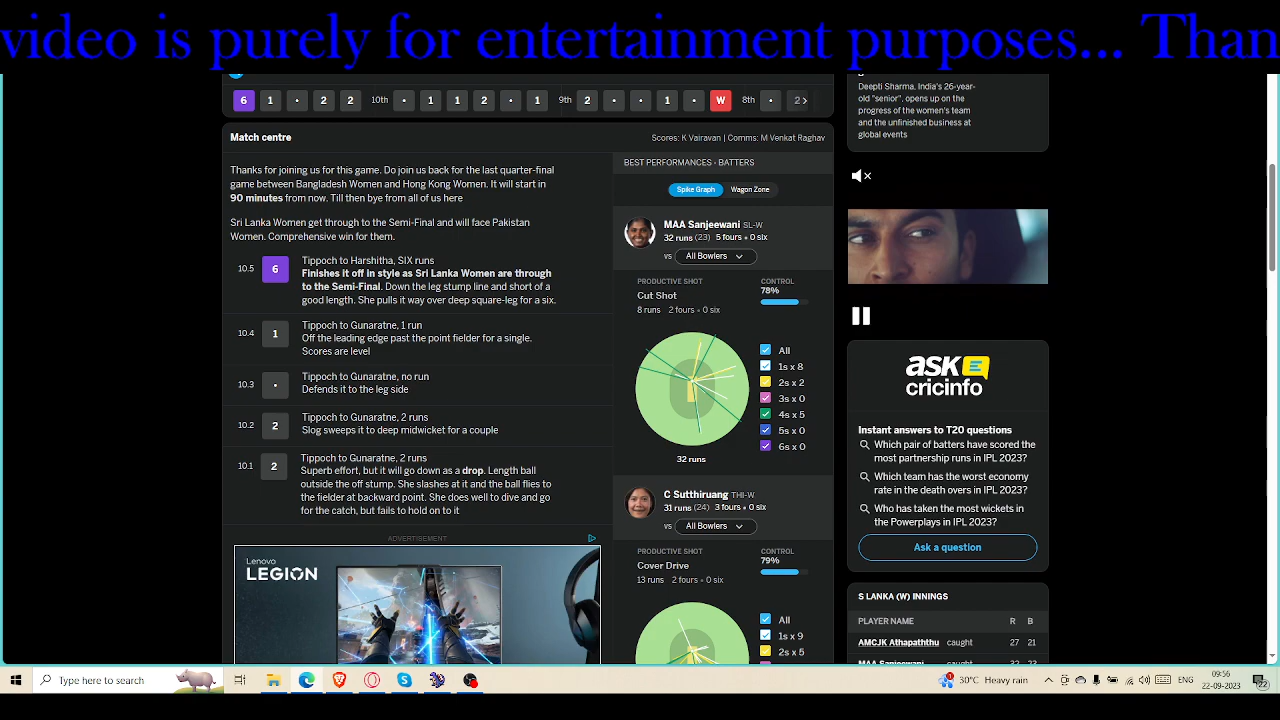 video is purely for entertainment purposes... Than
6 1 • 2 2 10th • 1 1 2 • 1 9th 2 • • 1 • W 8th • 2
Match centre
Scores: K Vairavan | Comms: M Venkat Raghav
Thanks for joining us for this game. Do join us back for the last quarter-final
game between Bangladesh Women and Hong Kong Women. It will start in
90 minutes from now. Till then bye from all of us here
Sri Lanka Women get through to the Semi-Final and will face Pakistan
Women. Comprehensive win for them.
10.5 6
Tippoch to Harshitha, SIX runs
Finishes it off in style as Sri Lanka Women are through
to the Semi-Final. Down the leg stump line and short of a
good length. She pulls it way over deep square-leg for a six.
10.4 1
Tippoch to Gunaratne, 1 run
Off the leading edge past the point fielder for a single.
Scores are level
10.3 •
Tippoch to Gunaratne, no run
Defends it to the leg side
10.2 2
Tippoch to Gunaratne, 2 runs
Slog sweeps it to deep midwicket for a couple
10.1 2
Tippoch to Gunaratne, 2 runs
Superb effort, but it will go down as a drop. Length ball
outside the off stump. She slashes at it and the ball flies to
the fielder at backward point. She does well to dive and go
for the catch, but fails to hold on to it
ADVERTISEMENT
Lenovo
LEGION
BEST PERFORMANCES - BATTERS
Spike Graph Wagon Zone
MAA Sanjeewani SL-W
32 runs (23) 5 fours • 0 six
vs All Bowlers
PRODUCTIVE SHOT
Cut Shot
8 runs 2 fours • 0 six
CONTROL
78%
All
1s x 8
2s x 2
3s x 0
4s x 5
5s x 0
6s x 0
32 runs
C Sutthiruang THI-W
31 runs (24) 3 fours • 0 six
vs All Bowlers
PRODUCTIVE SHOT
Cover Drive
13 runs 2 fours • 0 six
CONTROL
79%
All
1s x 9
2s x 5
Deepti Sharma, India's 26-year-
old "senior", opens up on the
progress of the women's team
and the unfinished business at
global events
ASK
cricinfo
Instant answers to T20 questions
Which pair of batters have scored the
most partnership runs in IPL 2023?
Which team has the worst economy
rate in the death overs in IPL 2023?
Who has taken the most wickets in
the Powerplays in IPL 2023?
Ask a question
S LANKA (W) INNINGS
PLAYER NAME R B
AMCJK Athapaththu caught 27 21
MAA Sanjeewani caught 32 23
Type here to search
1
30°C Heavy rain
ENG
09:56
22-09-2023
22